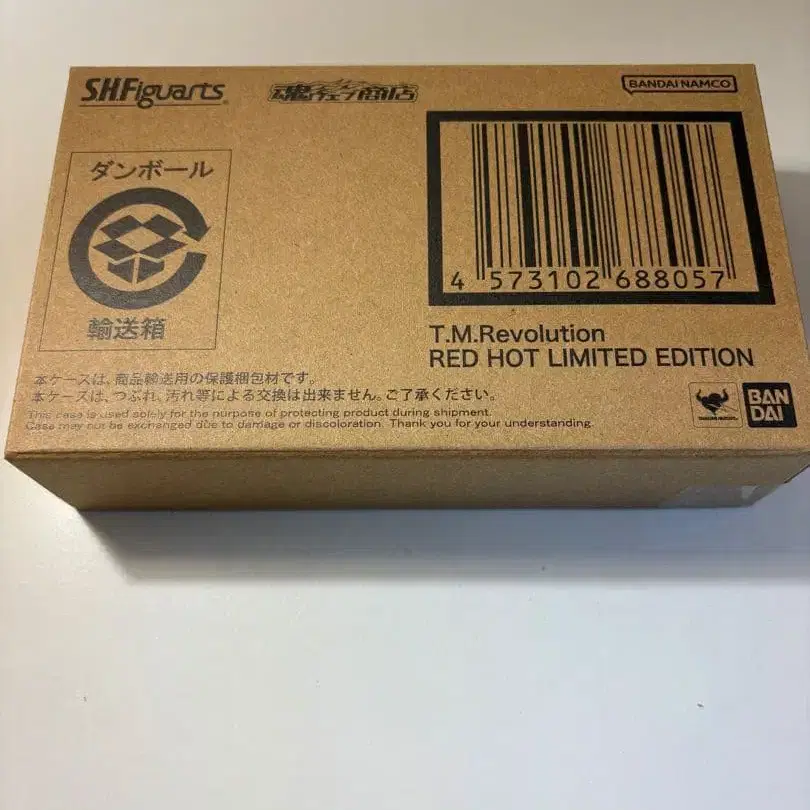 S.H.Figuarts
魂ウェブ商店
BANDAI NAMCO
ダンボール
輸送箱
4 573102 688057
T.M.Revolution
RED HOT LIMITED EDITION
本ケースは、商品輸送用の保護梱包材です。
本ケースは、つぶれ、汚れ等による交換は出来ません。ご了承ください。
This case is used solely for the purpose of protecting product during shipment.
Case may not be exchanged due to damage or discoloration. Thank you for your understanding.
BAN
DAI